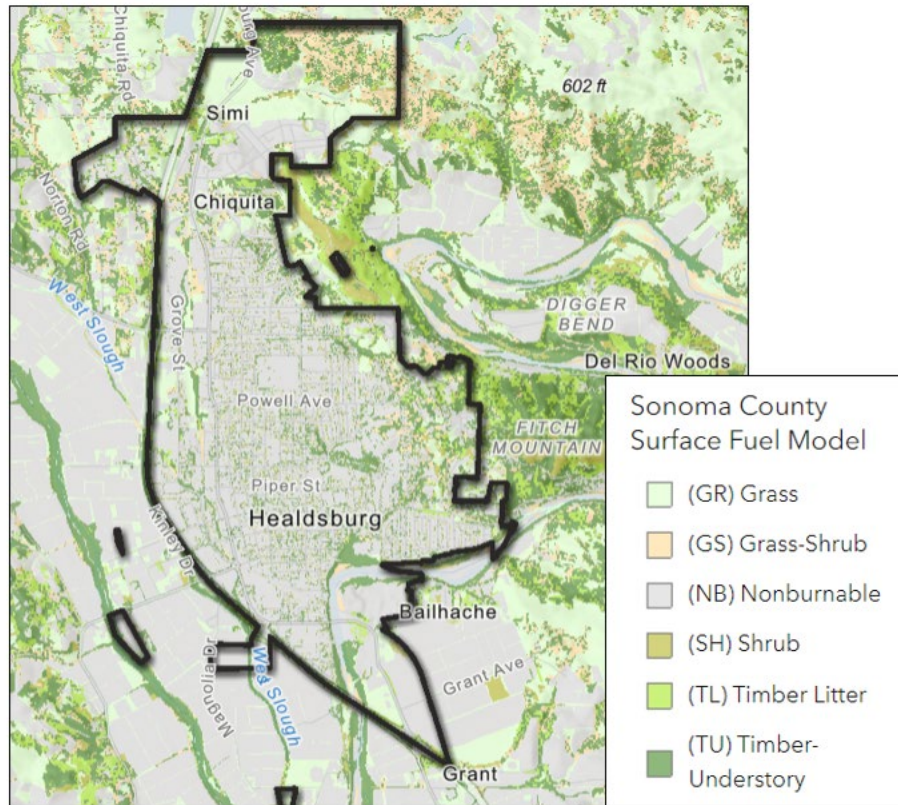 Chiquita Rd
burg Ave
602 ft
Simi
Norton Rd
Chiquita
West Slough
Grove St
DIGGER
BEND
Del Rio Woods
Powell Ave
FITCH
MOUNTAIN
Piper St
Healdsburg
Kinley Dr
Bailhache
Magnolia Dr
West Slough
Grant Ave
Grant
Sonoma County
Surface Fuel Model
(GR) Grass
(GS) Grass-Shrub
(NB) Nonburnable
(SH) Shrub
(TL) Timber Litter
(TU) Timber-
Understory